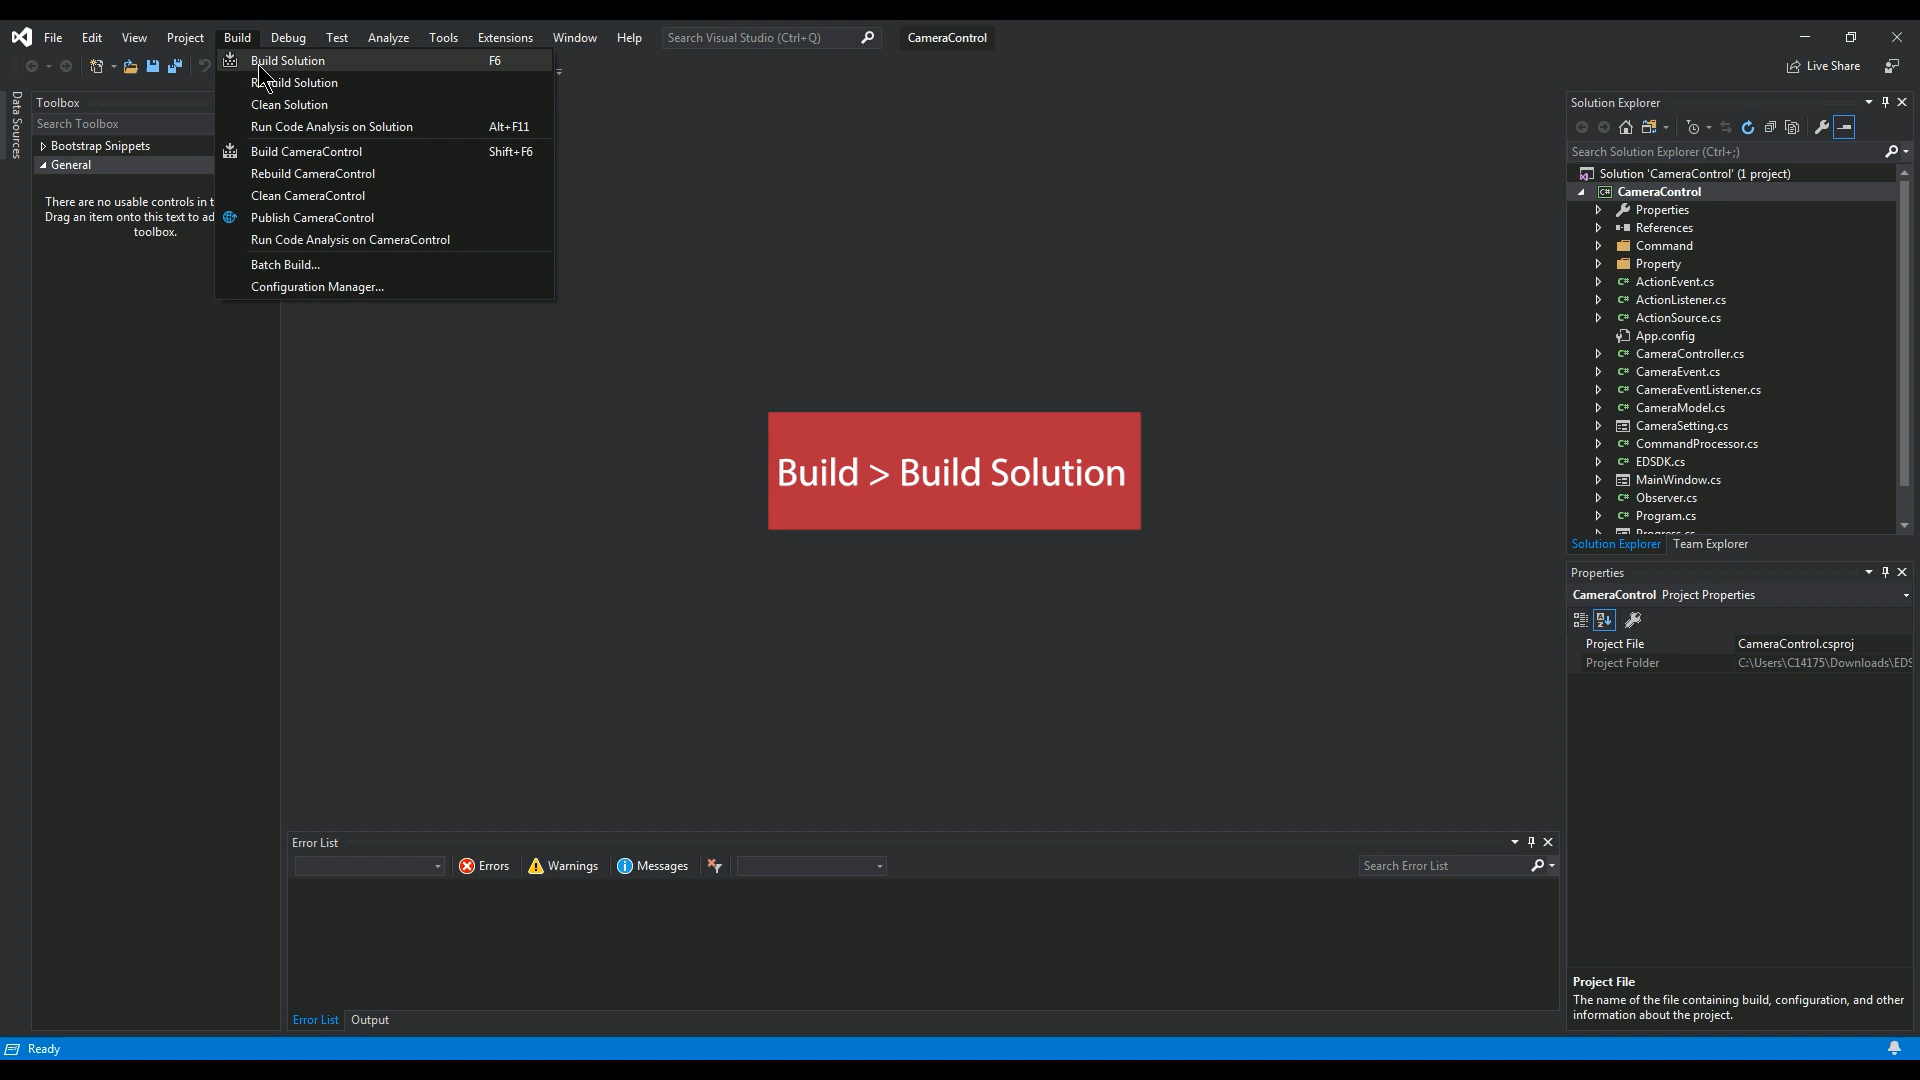 File Edit View Project Build Debug Test Analyze Tools Extensions Window Help Search Visual Studio (Ctrl+Q) CameraControl
Live Share
Build Solution F6
Solution
Clean Solution
Run Code Analysis on Solution Alt+F11
Build CameraControl Shift+F6
Rebuild CameraControl
Clean CameraControl
Publish CameraControl
Run Code Analysis on CameraControl
Batch Build...
Configuration Manager...
Data Sources
Toolbox
Search Toolbox
Bootstrap Snippets
General
There are no usable controls in t
Drag an item onto this text to ad
toolbox.
Build > Build Solution
Solution Explorer
Search Solution Explorer (Ctrl+;)
Solution 'CameraControl' (1 project)
C# CameraControl
Properties
References
Command
Property
C# ActionEvent.cs
C# ActionListener.cs
C# ActionSource.cs
App.config
C# CameraController.cs
C# CameraEvent.cs
C# CameraEventListener.cs
C# CameraModel.cs
CameraSetting.cs
C# CommandProcessor.cs
C# EDSDK.cs
MainWindow.cs
C# Observer.cs
C# Program.cs
Solution Explorer Team Explorer
Properties
CameraControl Project Properties
Project File CameraControl.csproj
Project Folder C:\Users\C14175\Downloads\EDS
Project File
The name of the file containing build, configuration, and other
information about the project.
Error List
Errors Warnings Messages Search Error List
Error List Output
Ready